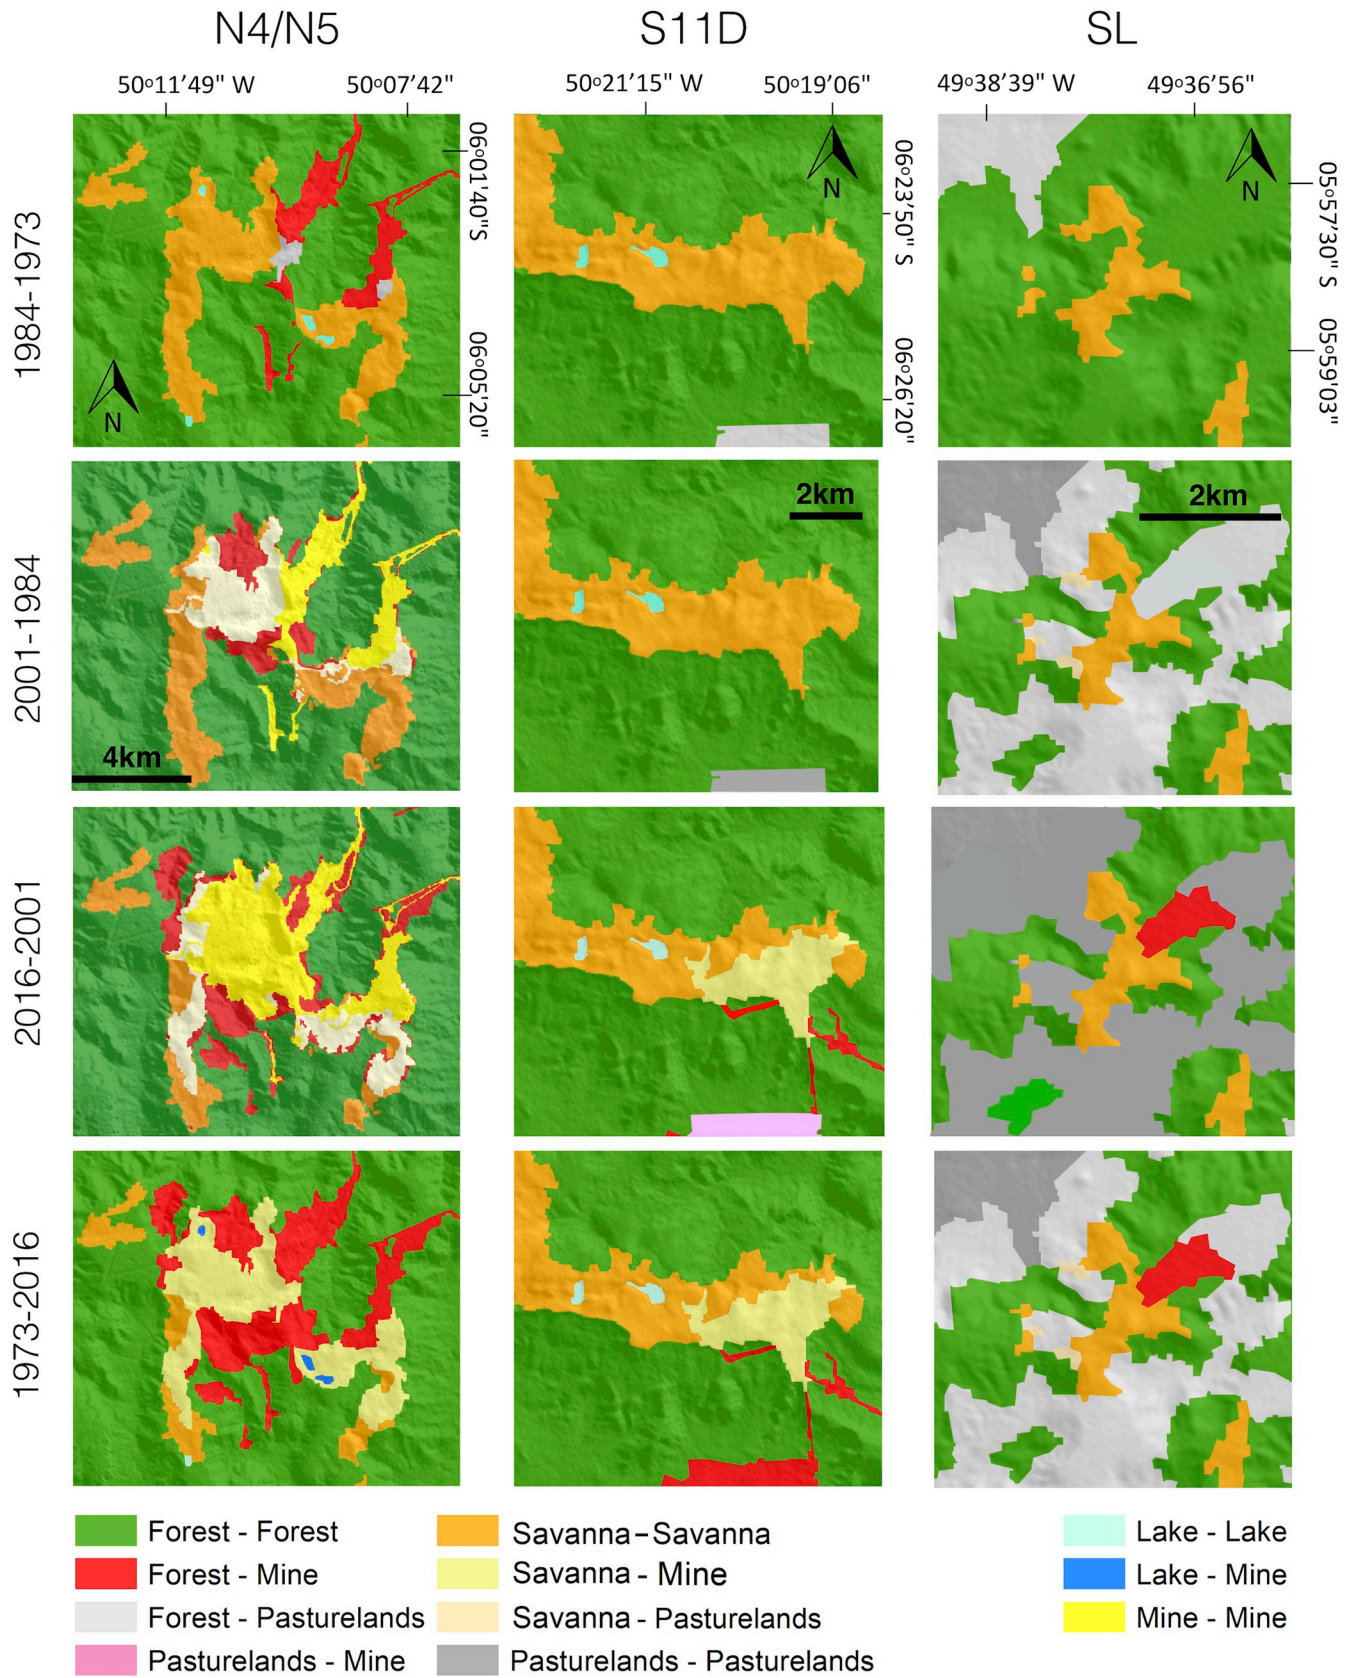 N4/N5 S11D SL
50º11'49" W 50º07'42" 50º21'15" W 50º19'06" 49º38'39" W 49º36'56"
1984-1973
N
06º01'40"S
06º05'20"
N
06º23'50" S
06º26'20"
N
05º57'30" S
05º59'03"
2001-1984
4km
2km
2km
2016-2001
1973-2016
Forest - Forest
Forest - Mine
Forest - Pasturelands
Pasturelands - Mine
Savanna-Savanna
Savanna - Mine
Savanna - Pasturelands
Pasturelands - Pasturelands
Lake - Lake
Lake - Mine
Mine - Mine